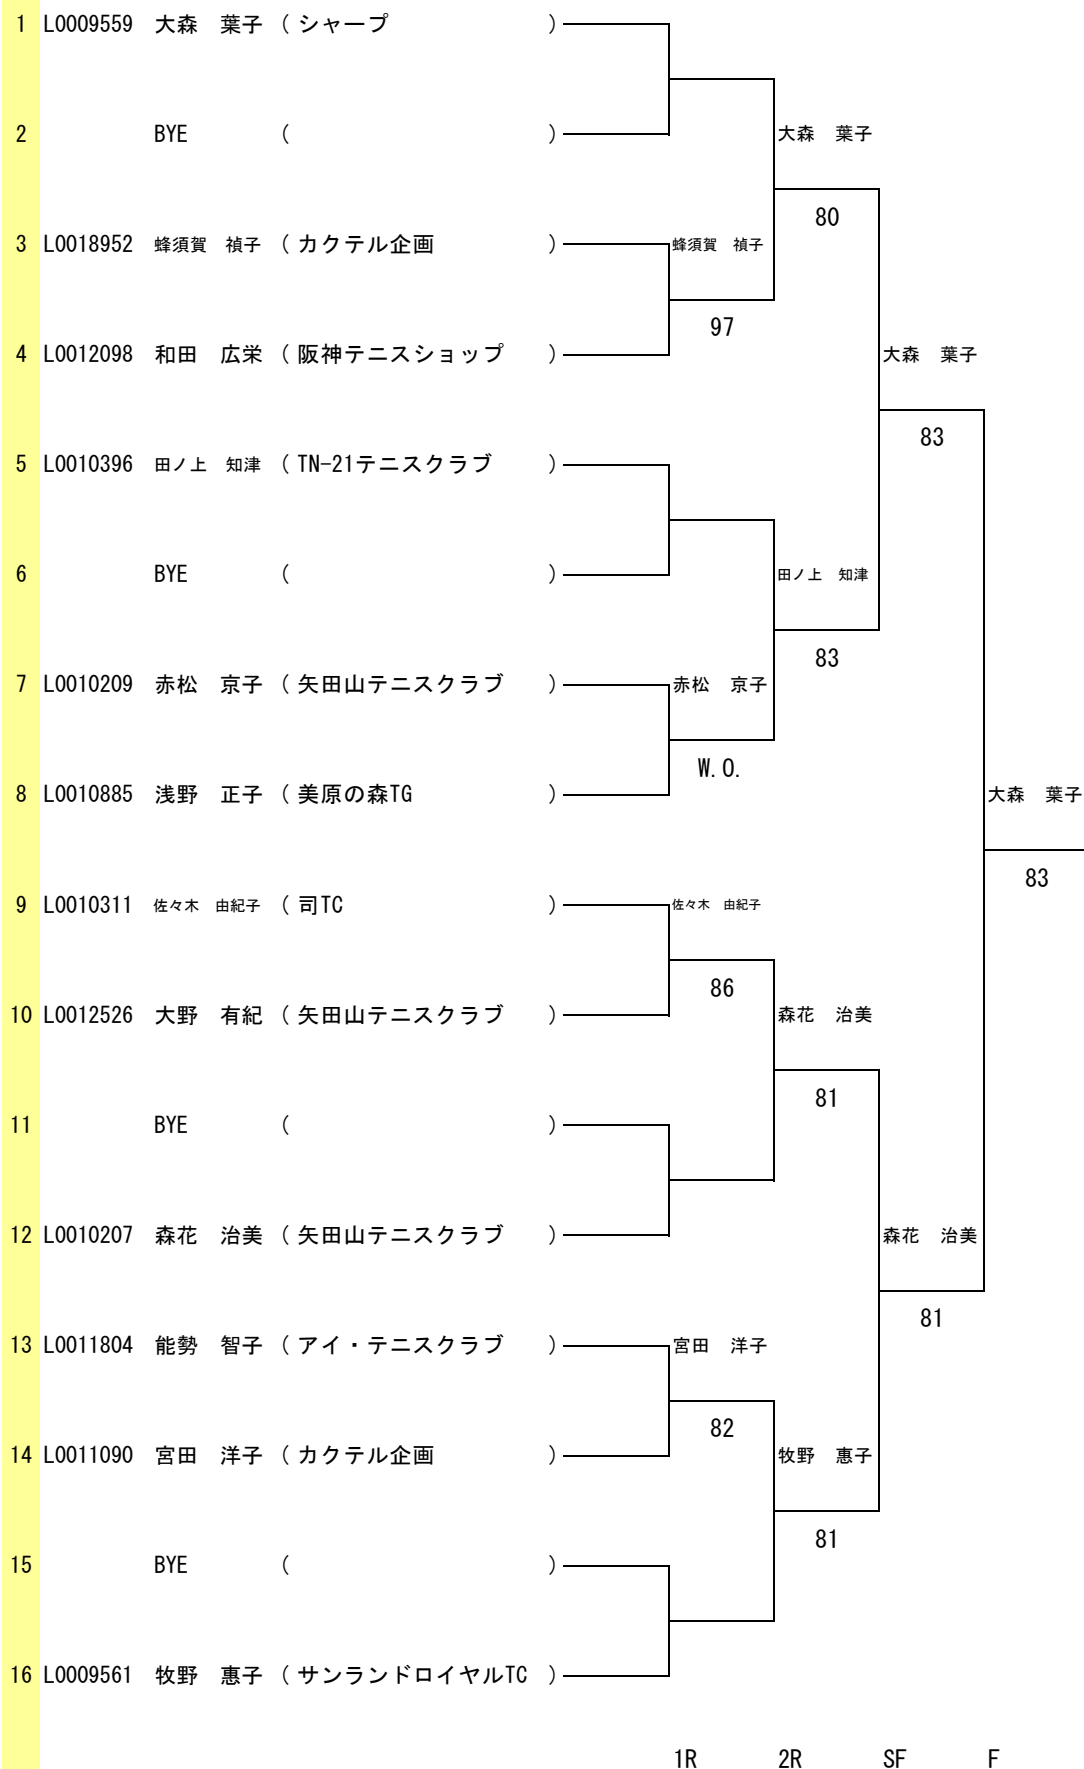 1 L0009559 大森　葉子 ( シャープ )
2 BYE ( ) 大森　葉子
80
3 L0018952 蜂須賀　禎子 ( カクテル企画 ) 蜂須賀　禎子
97
4 L0012098 和田　広栄 ( 阪神テニスショップ ) 大森　葉子
83
5 L0010396 田ノ上　知津 ( TN-21テニスクラブ )
6 BYE ( ) 田ノ上　知津
83
7 L0010209 赤松　京子 ( 矢田山テニスクラブ ) 赤松　京子
W.O.
8 L0010885 浅野　正子 ( 美原の森TG ) 大森　葉子
83
9 L0010311 佐々木　由紀子 ( 司TC ) 佐々木　由紀子
86
10 L0012526 大野　有紀 ( 矢田山テニスクラブ ) 森花　治美
81
11 BYE ( )
12 L0010207 森花　治美 ( 矢田山テニスクラブ ) 森花　治美
81
13 L0011804 能勢　智子 ( アイ・テニスクラブ ) 宮田　洋子
82
14 L0011090 宮田　洋子 ( カクテル企画 ) 牧野　惠子
81
15 BYE ( )
16 L0009561 牧野　惠子 ( サンランドロイヤルTC )
1R 2R SF F